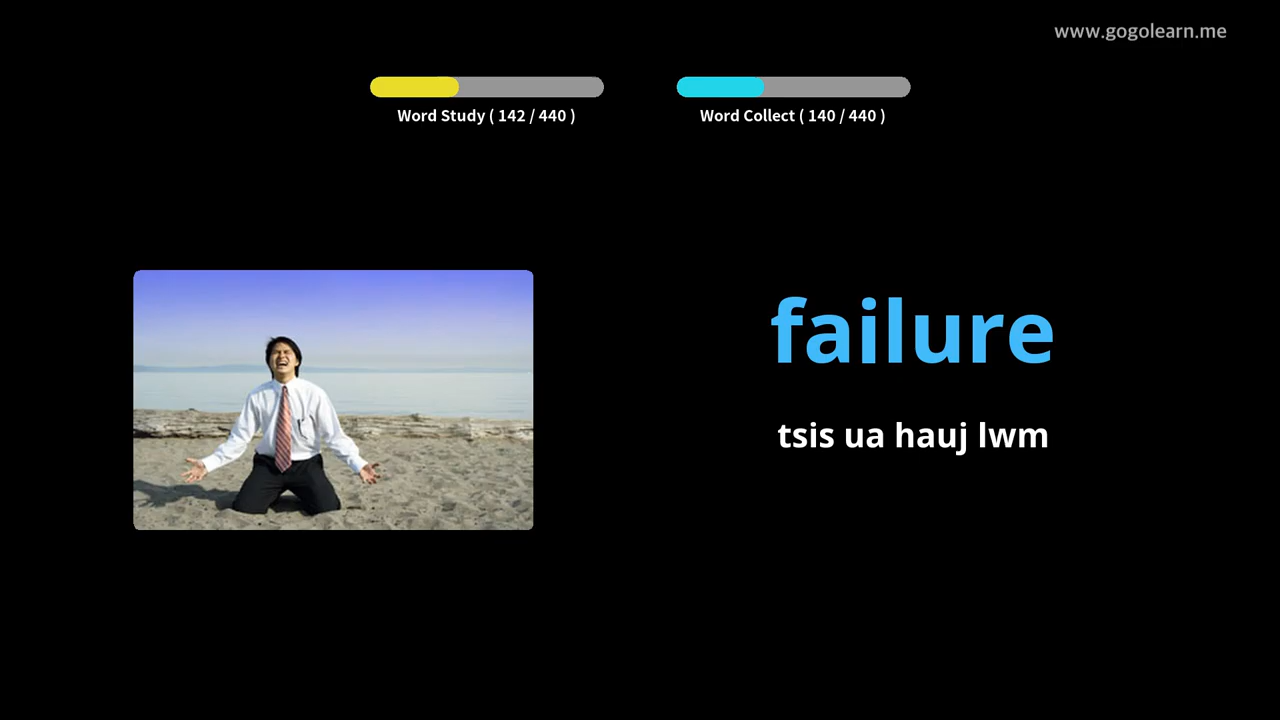 www.gogolearn.me
Word Study ( 142 / 440 )
Word Collect ( 140 / 440 )
failure
tsis ua hauj lwm